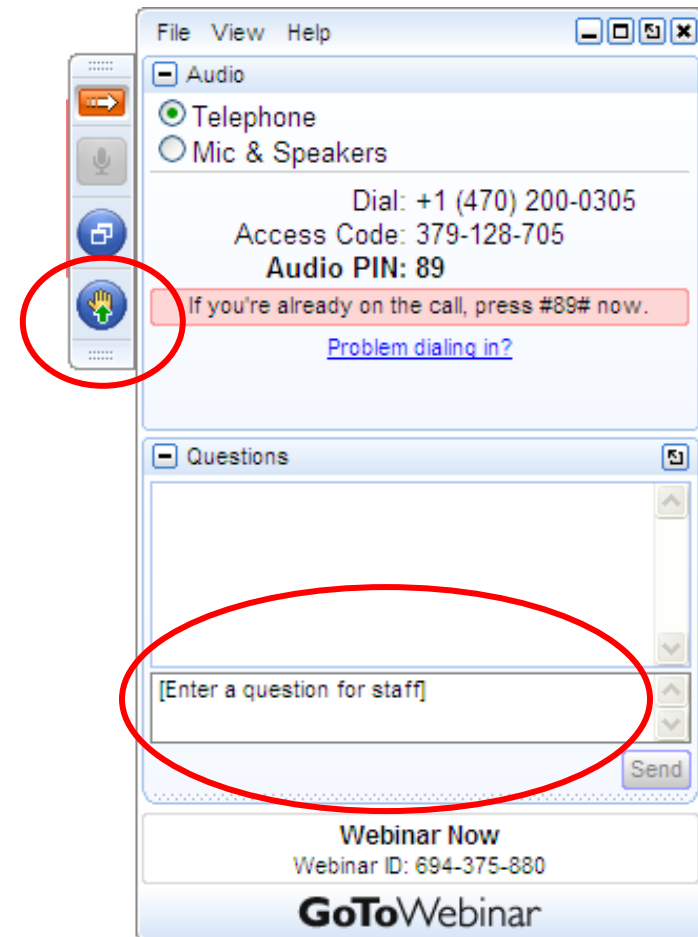 File View Help
Audio
Telephone
Mic & Speakers
Dial: +1 (470) 200-0305
Access Code: 379-128-705
Audio PIN: 89
If you're already on the call, press #89# now.
Problem dialing in?
Questions
[Enter a question for staff]
Send
Webinar Now
Webinar ID: 694-375-880
GoToWebinar